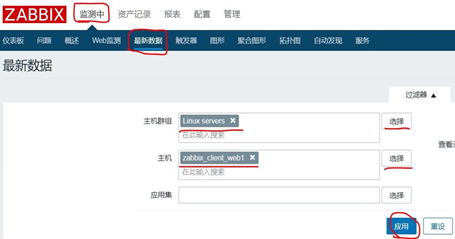 ZABBIX 监测中 资产记录 报表 配置 管理
仪表板 问题 概述 Web监测 最新数据 触发器 图形 聚合图形 拓扑图 自动发现 服务
最新数据
过滤器 ▲
主机群组 Linux servers × 选择
在此输入搜索
查看无
主机 zabbix_client_web1 × 选择
在此输入搜索
应用集 选择
应用 重设